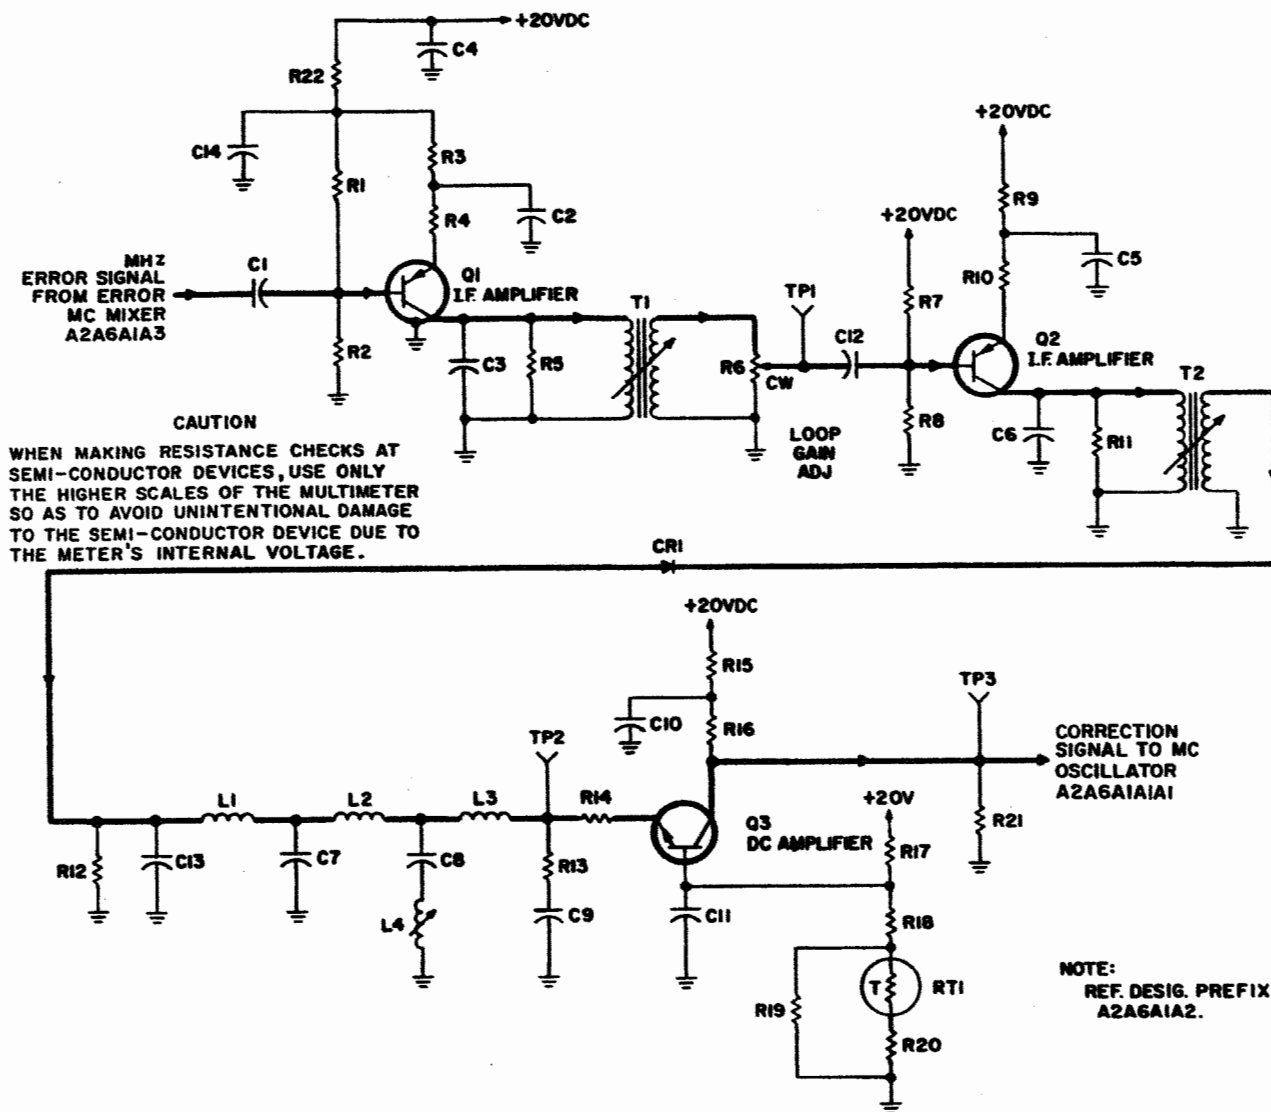 +20VDC
C4
R22
C14
R3
R1
R4
C2
MHz
ERROR SIGNAL
FROM ERROR
MC MIXER
A2A6A1A3
C1
Q1
I.F. AMPLIFIER
R2
C3
R5
T1
R6
CW
TP1
C12
LOOP
GAIN
ADJ
+20VDC
R7
R8
+20VDC
R9
R10
C5
Q2
I.F. AMPLIFIER
C6
R11
T2
CAUTION
WHEN MAKING RESISTANCE CHECKS AT
SEMI-CONDUCTOR DEVICES, USE ONLY
THE HIGHER SCALES OF THE MULTIMETER
SO AS TO AVOID UNINTENTIONAL DAMAGE
TO THE SEMI-CONDUCTOR DEVICE DUE TO
THE METER'S INTERNAL VOLTAGE.
CR1
+20VDC
R15
C10
R16
TP2
TP3
CORRECTION
SIGNAL TO MC
OSCILLATOR
A2A6A1A1A1
L1
L2
L3
R14
Q3
DC AMPLIFIER
+20V
R17
R21
R12
C13
C7
C8
R13
L4
C9
C11
R18
R19
T
RT1
R20
NOTE:
REF. DESIG. PREFIX
A2A6A1A2.